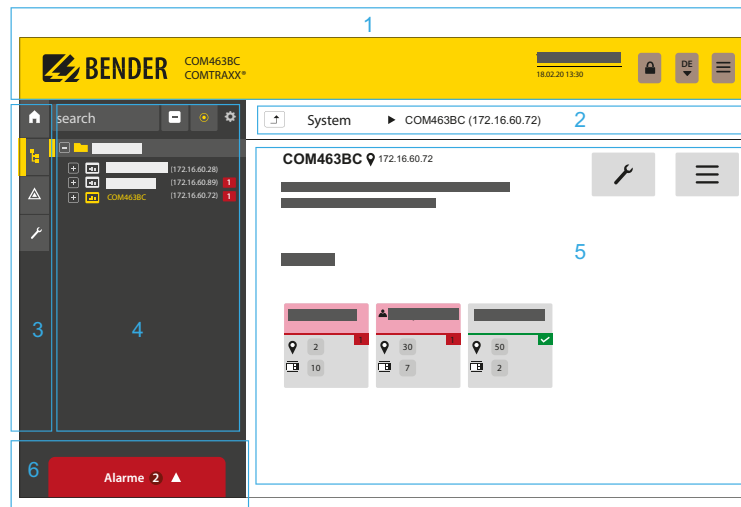 1
BENDER
COM463BC
COMTRAXX®
18.02.20 13:30
DE
search
System
COM463BC (172.16.60.72)
2
(172.16.60.28)
(172.16.60.89) 1
COM463BC (172.16.60.72) 1
COM463BC 172.16.60.72
3
4
5
1
1
2
30
50
10
7
2
6
Alarme 2